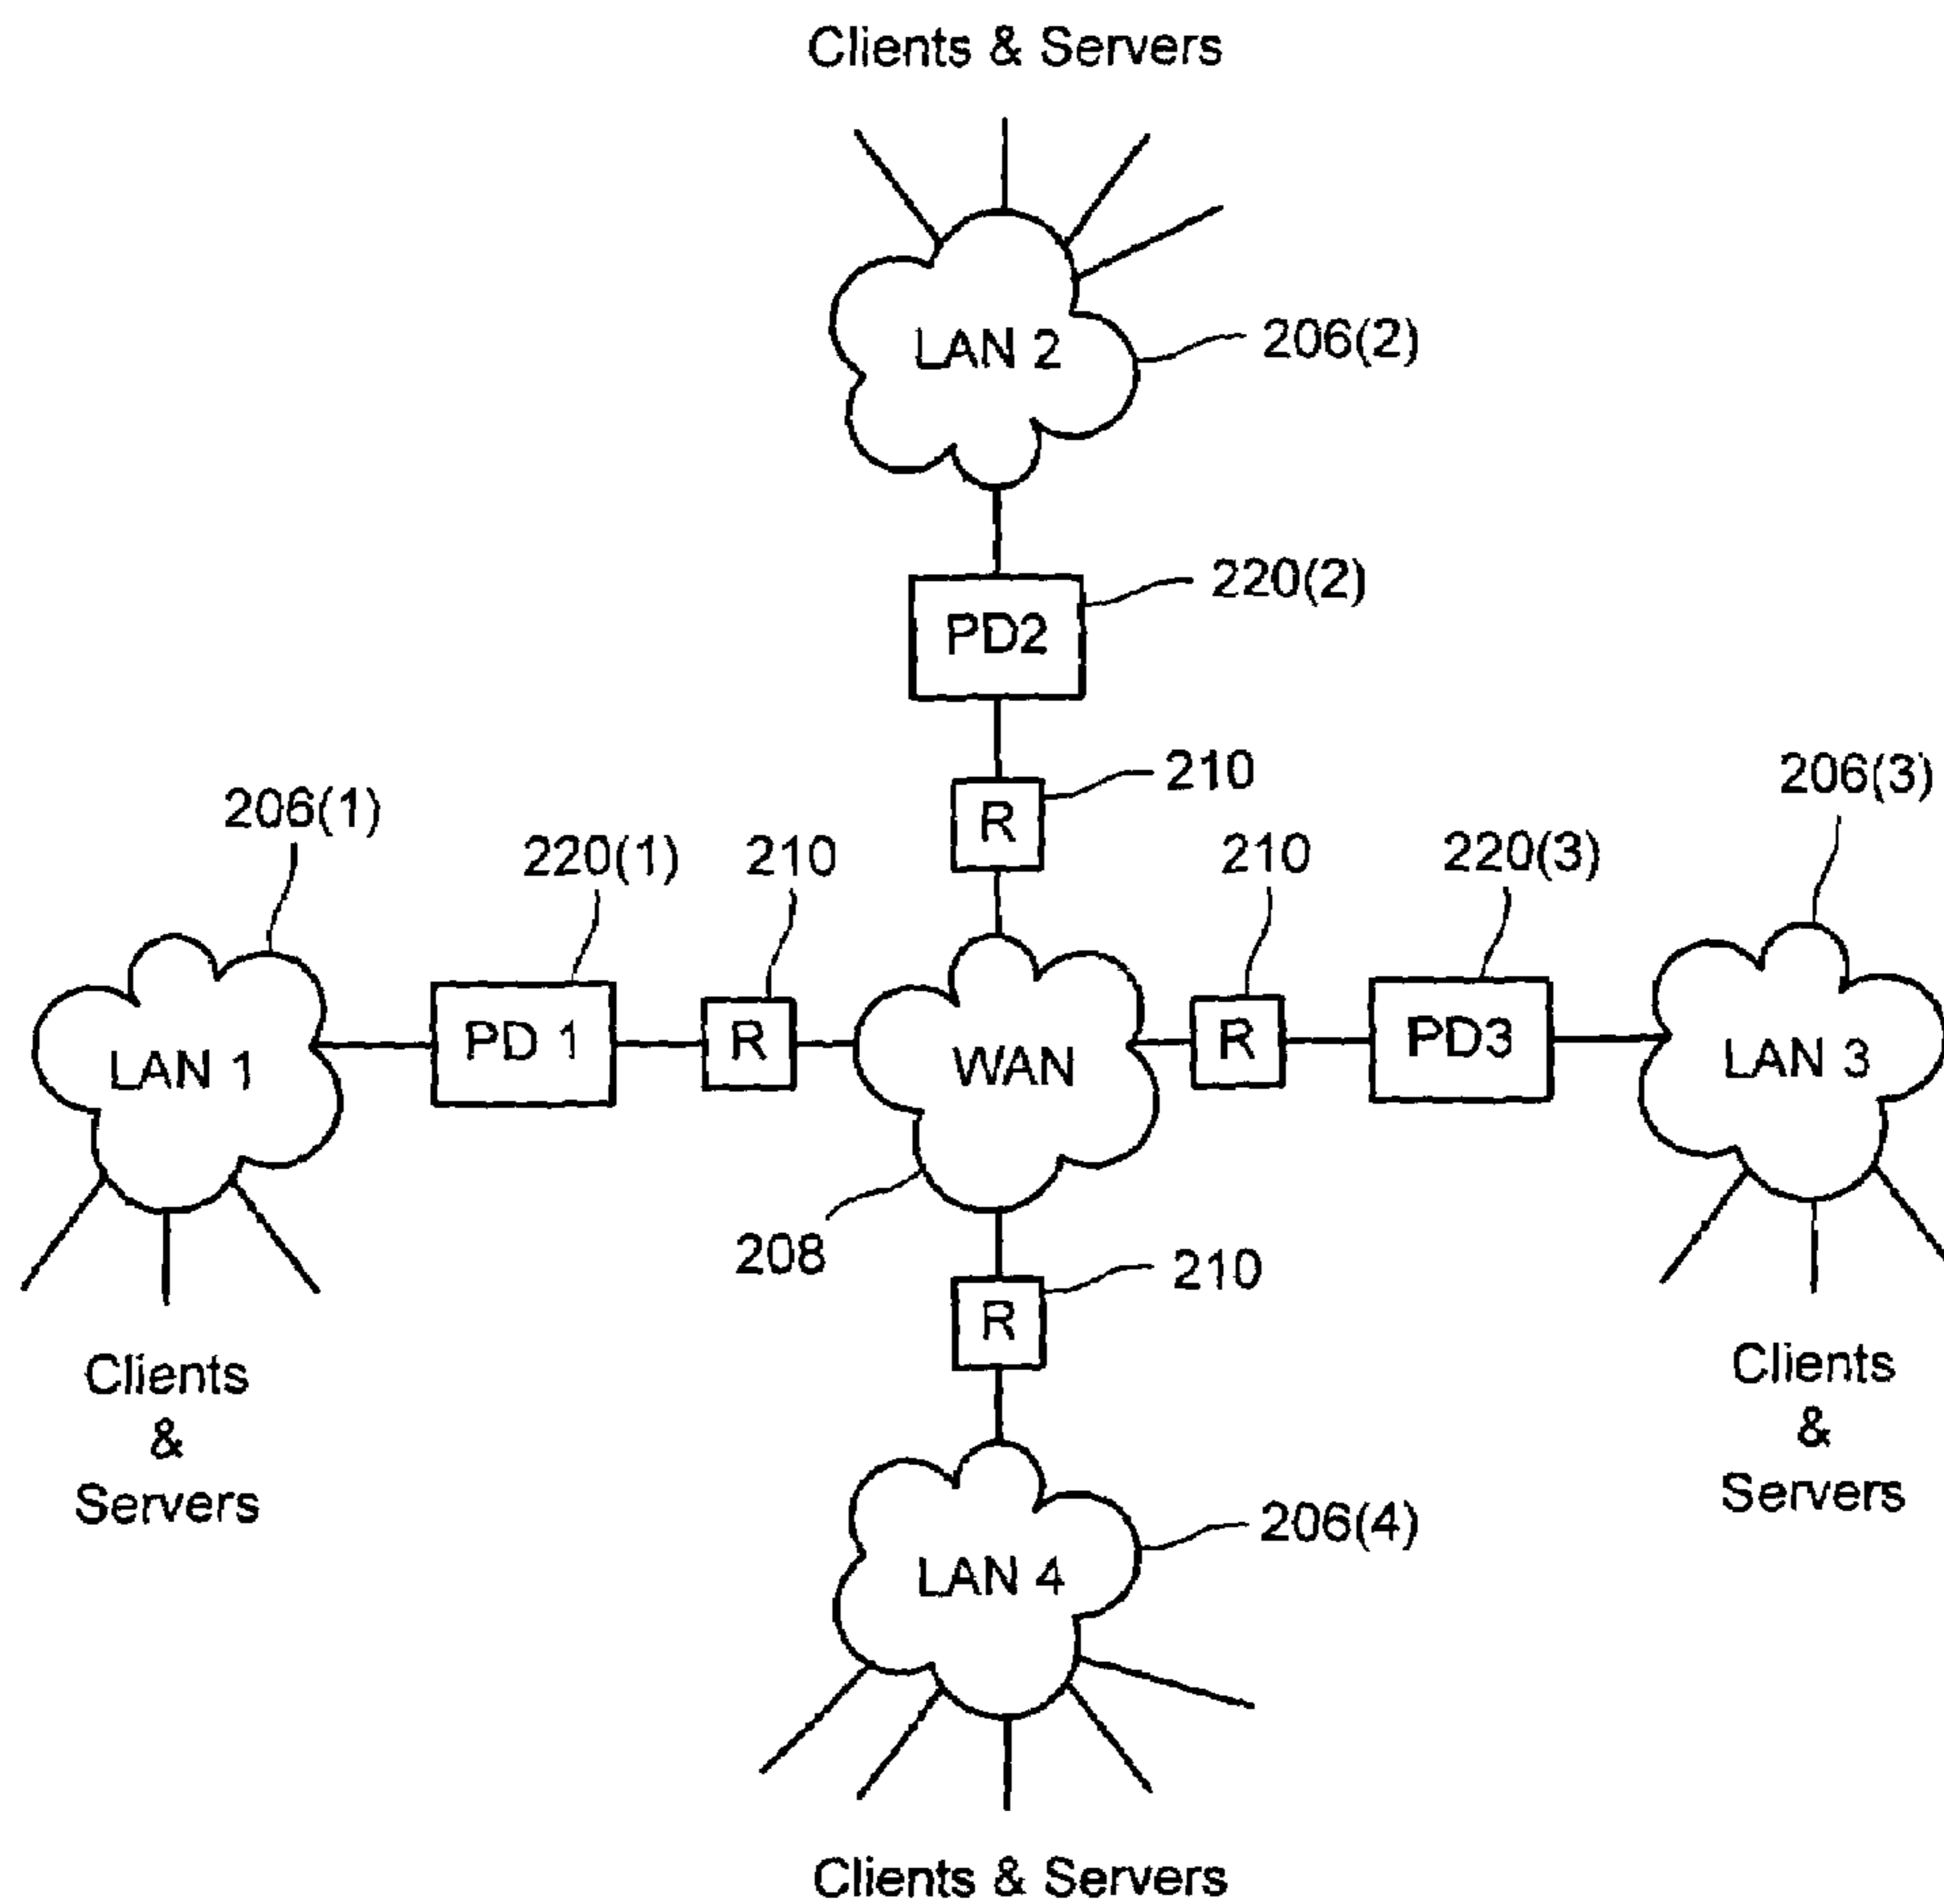 Clients & Servers
LAN 2
206(2)
PD2
220(2)
R
210
206(1)
220(1)
210
210
220(3)
206(3)
LAN 1
PD 1
R
WAN
R
PD3
LAN 3
208
R
210
Clients
&
Servers
Clients
&
Servers
LAN 4
206(4)
Clients & Servers